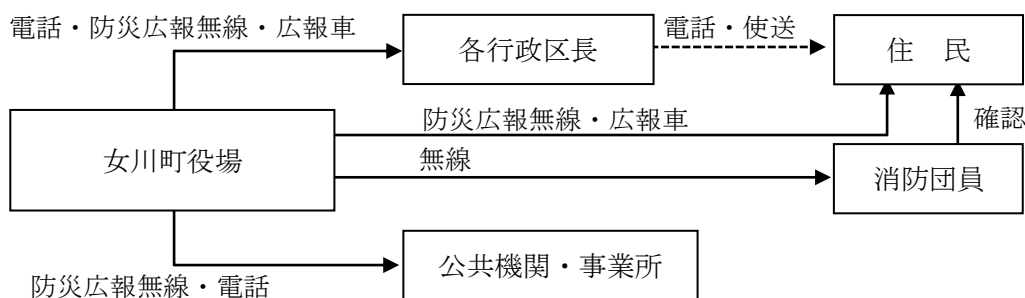 電話・防災広報無線・広報車
各行政区長
電話・使送
住　民
防災広報無線・広報車
確認
女川町役場
無線
消防団員
公共機関・事業所
防災広報無線・電話